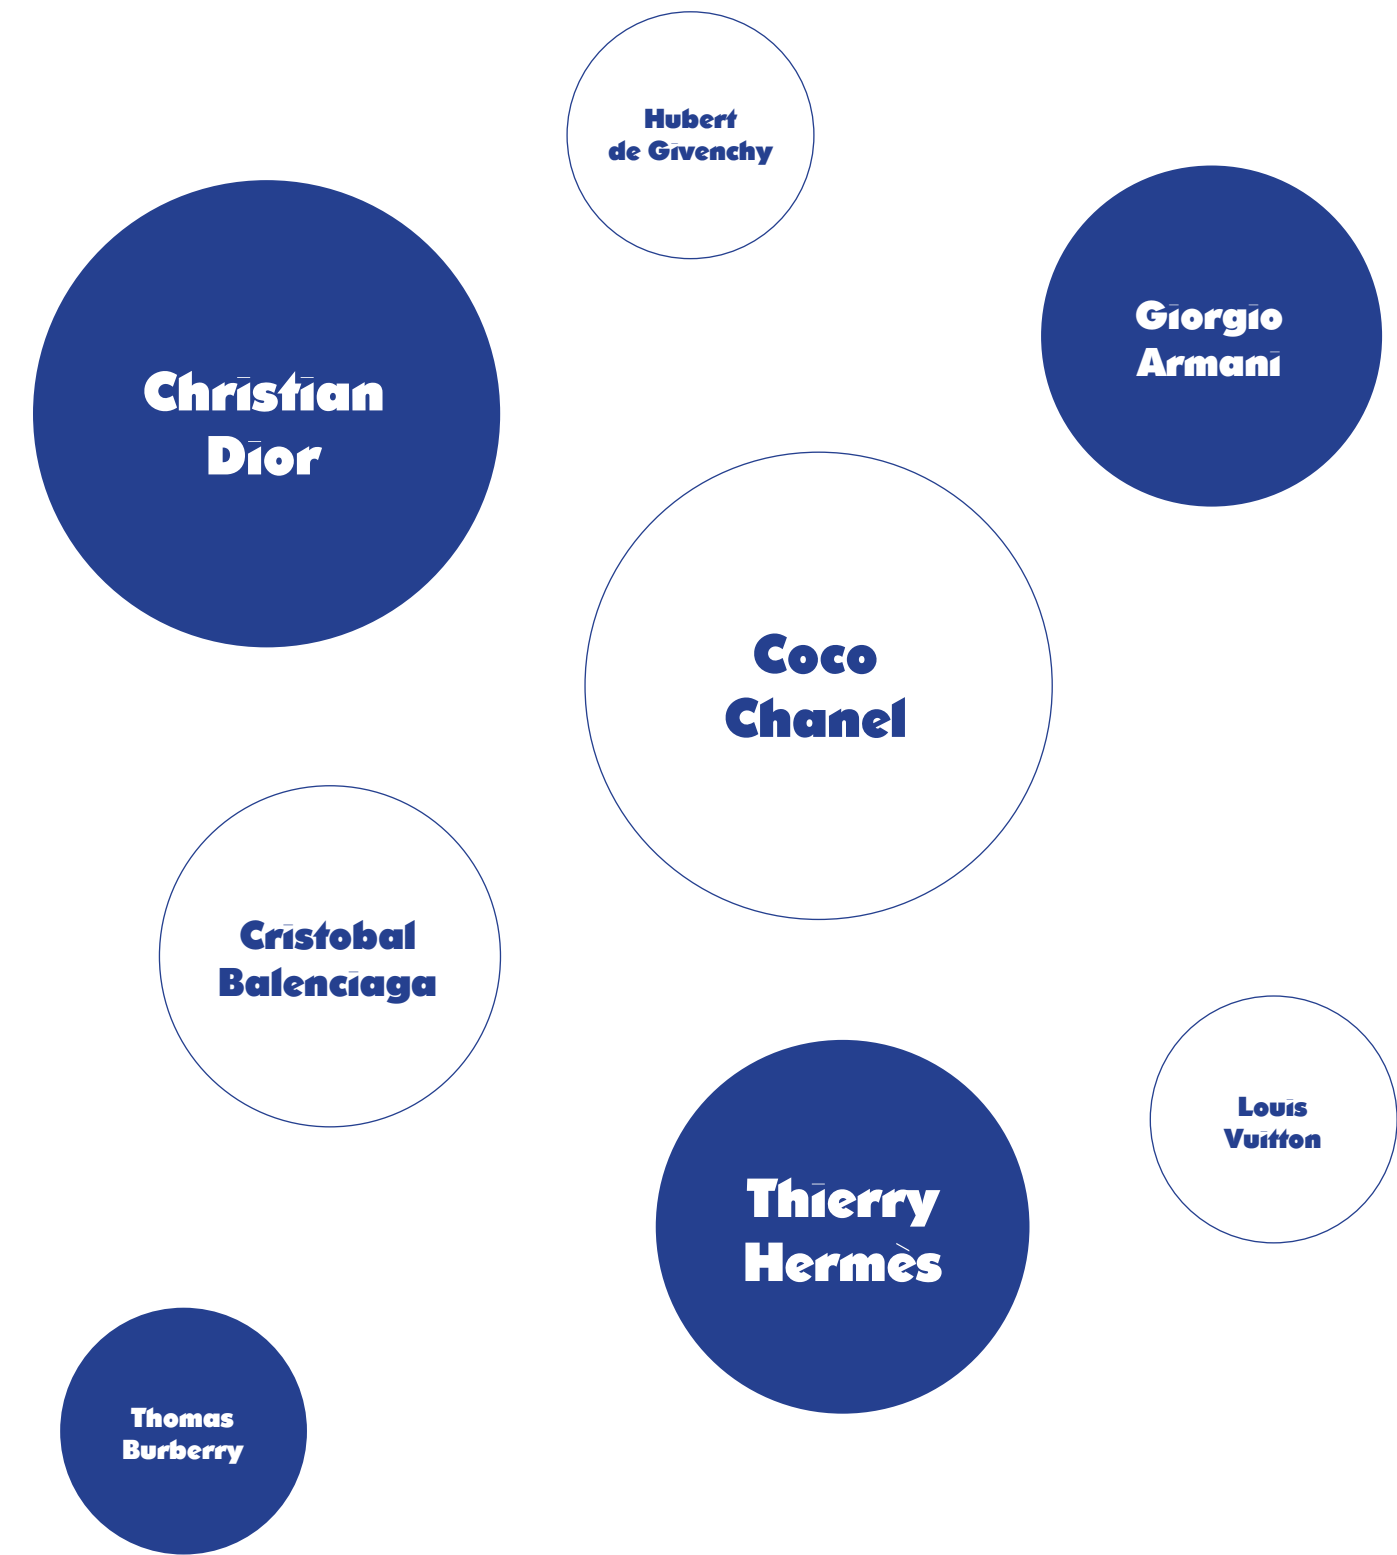 Hubert
de Givenchy
Giorgio
Armani
Christian
Dior
Coco
Chanel
Cristobal
Balenciaga
Louis
Vuitton
Thierry
Hermès
Thomas
Burberry